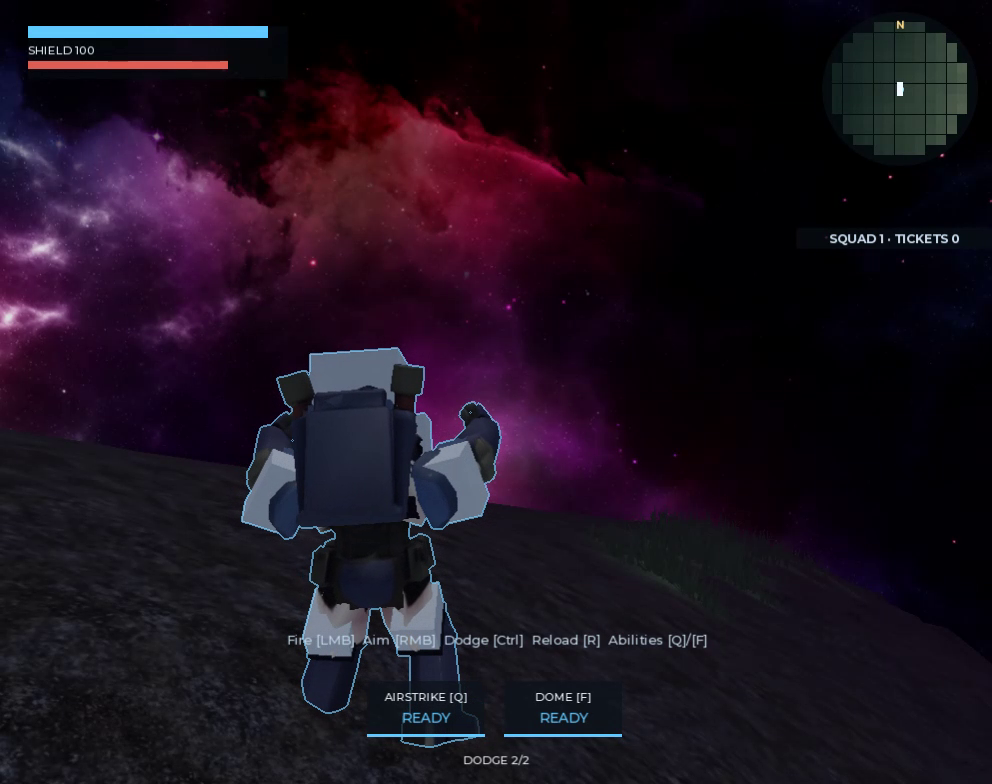 SHIELD 100
N
SQUAD 1 · TICKETS 0
Fire [LMB] Aim [RMB] Dodge [Ctrl] Reload [R] Abilities [Q]/[F]
AIRSTRIKE [Q]
READY
DOME [F]
READY
DODGE 2/2